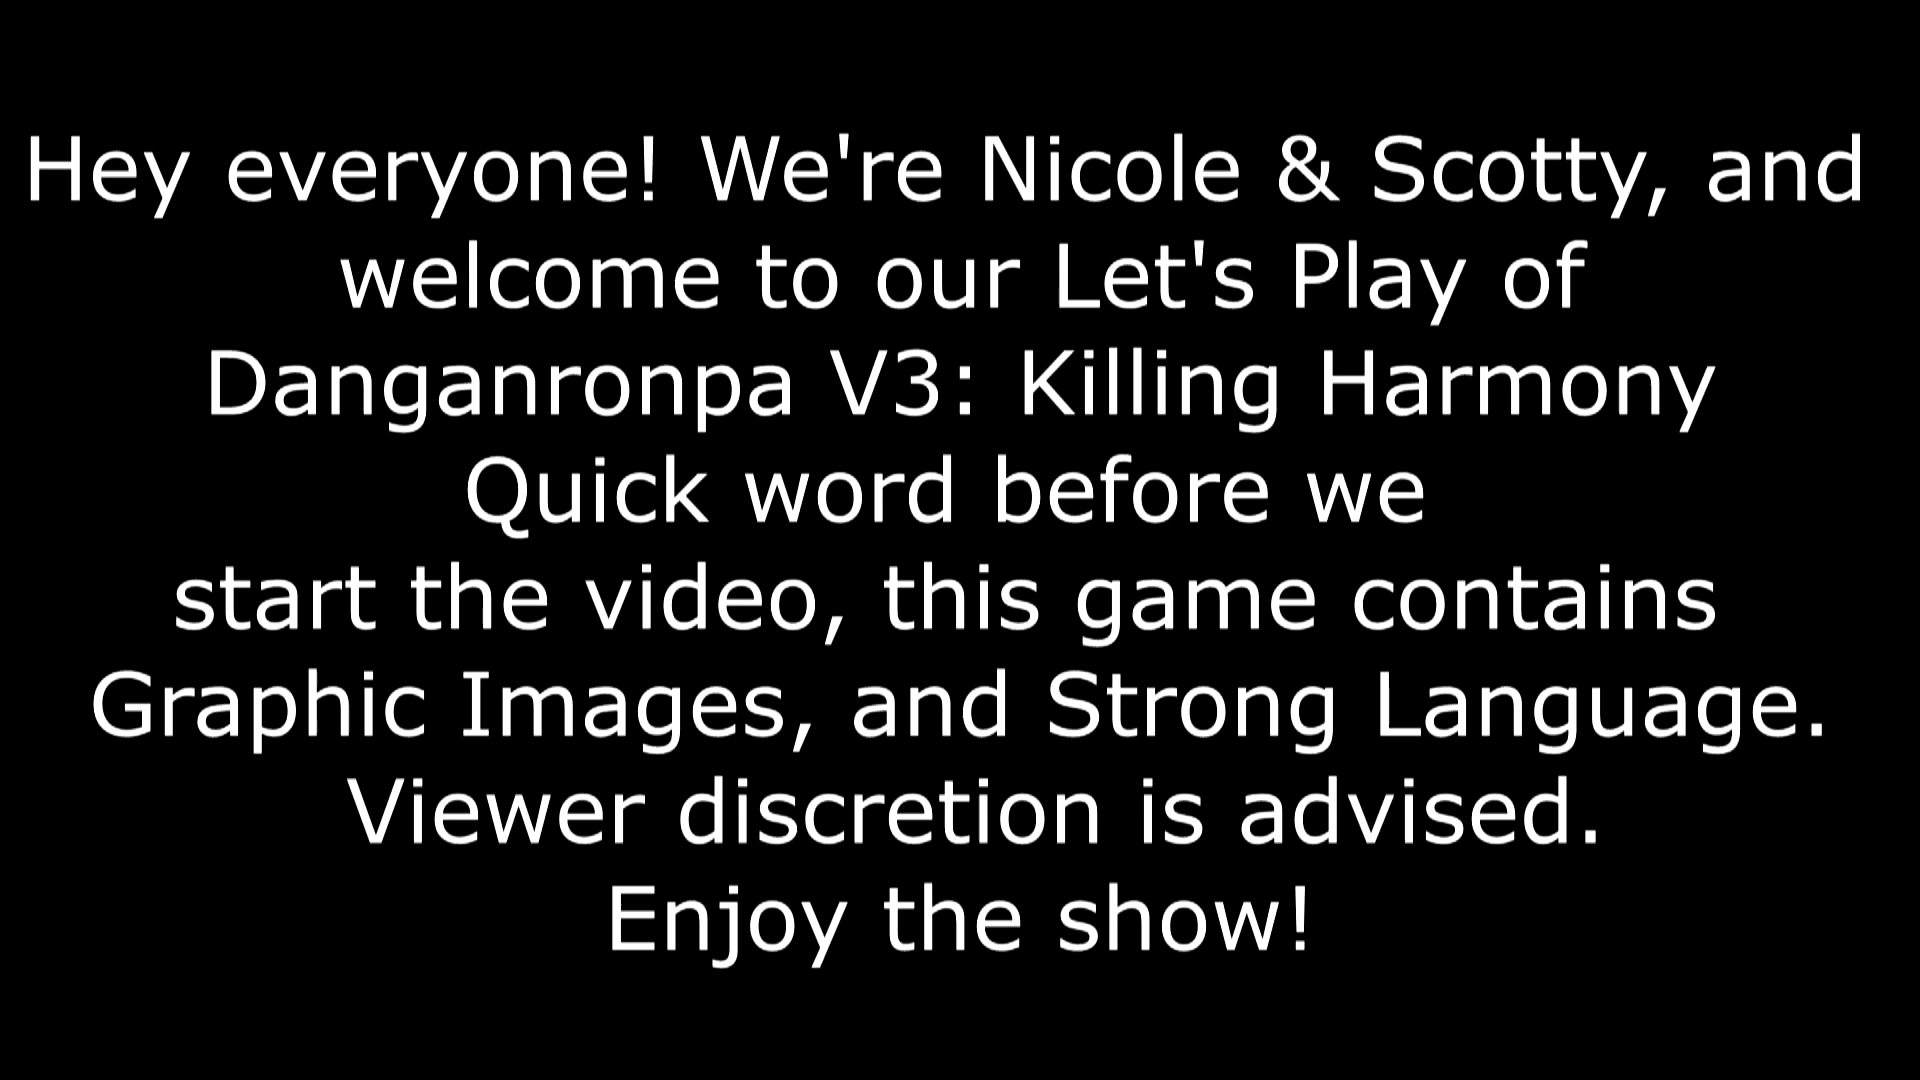 Hey everyone! We're Nicole & Scotty, and
welcome to our Let's Play of
Danganronpa V3: Killing Harmony
Quick word before we
start the video, this game contains
Graphic Images, and Strong Language.
Viewer discretion is advised.
Enjoy the show!